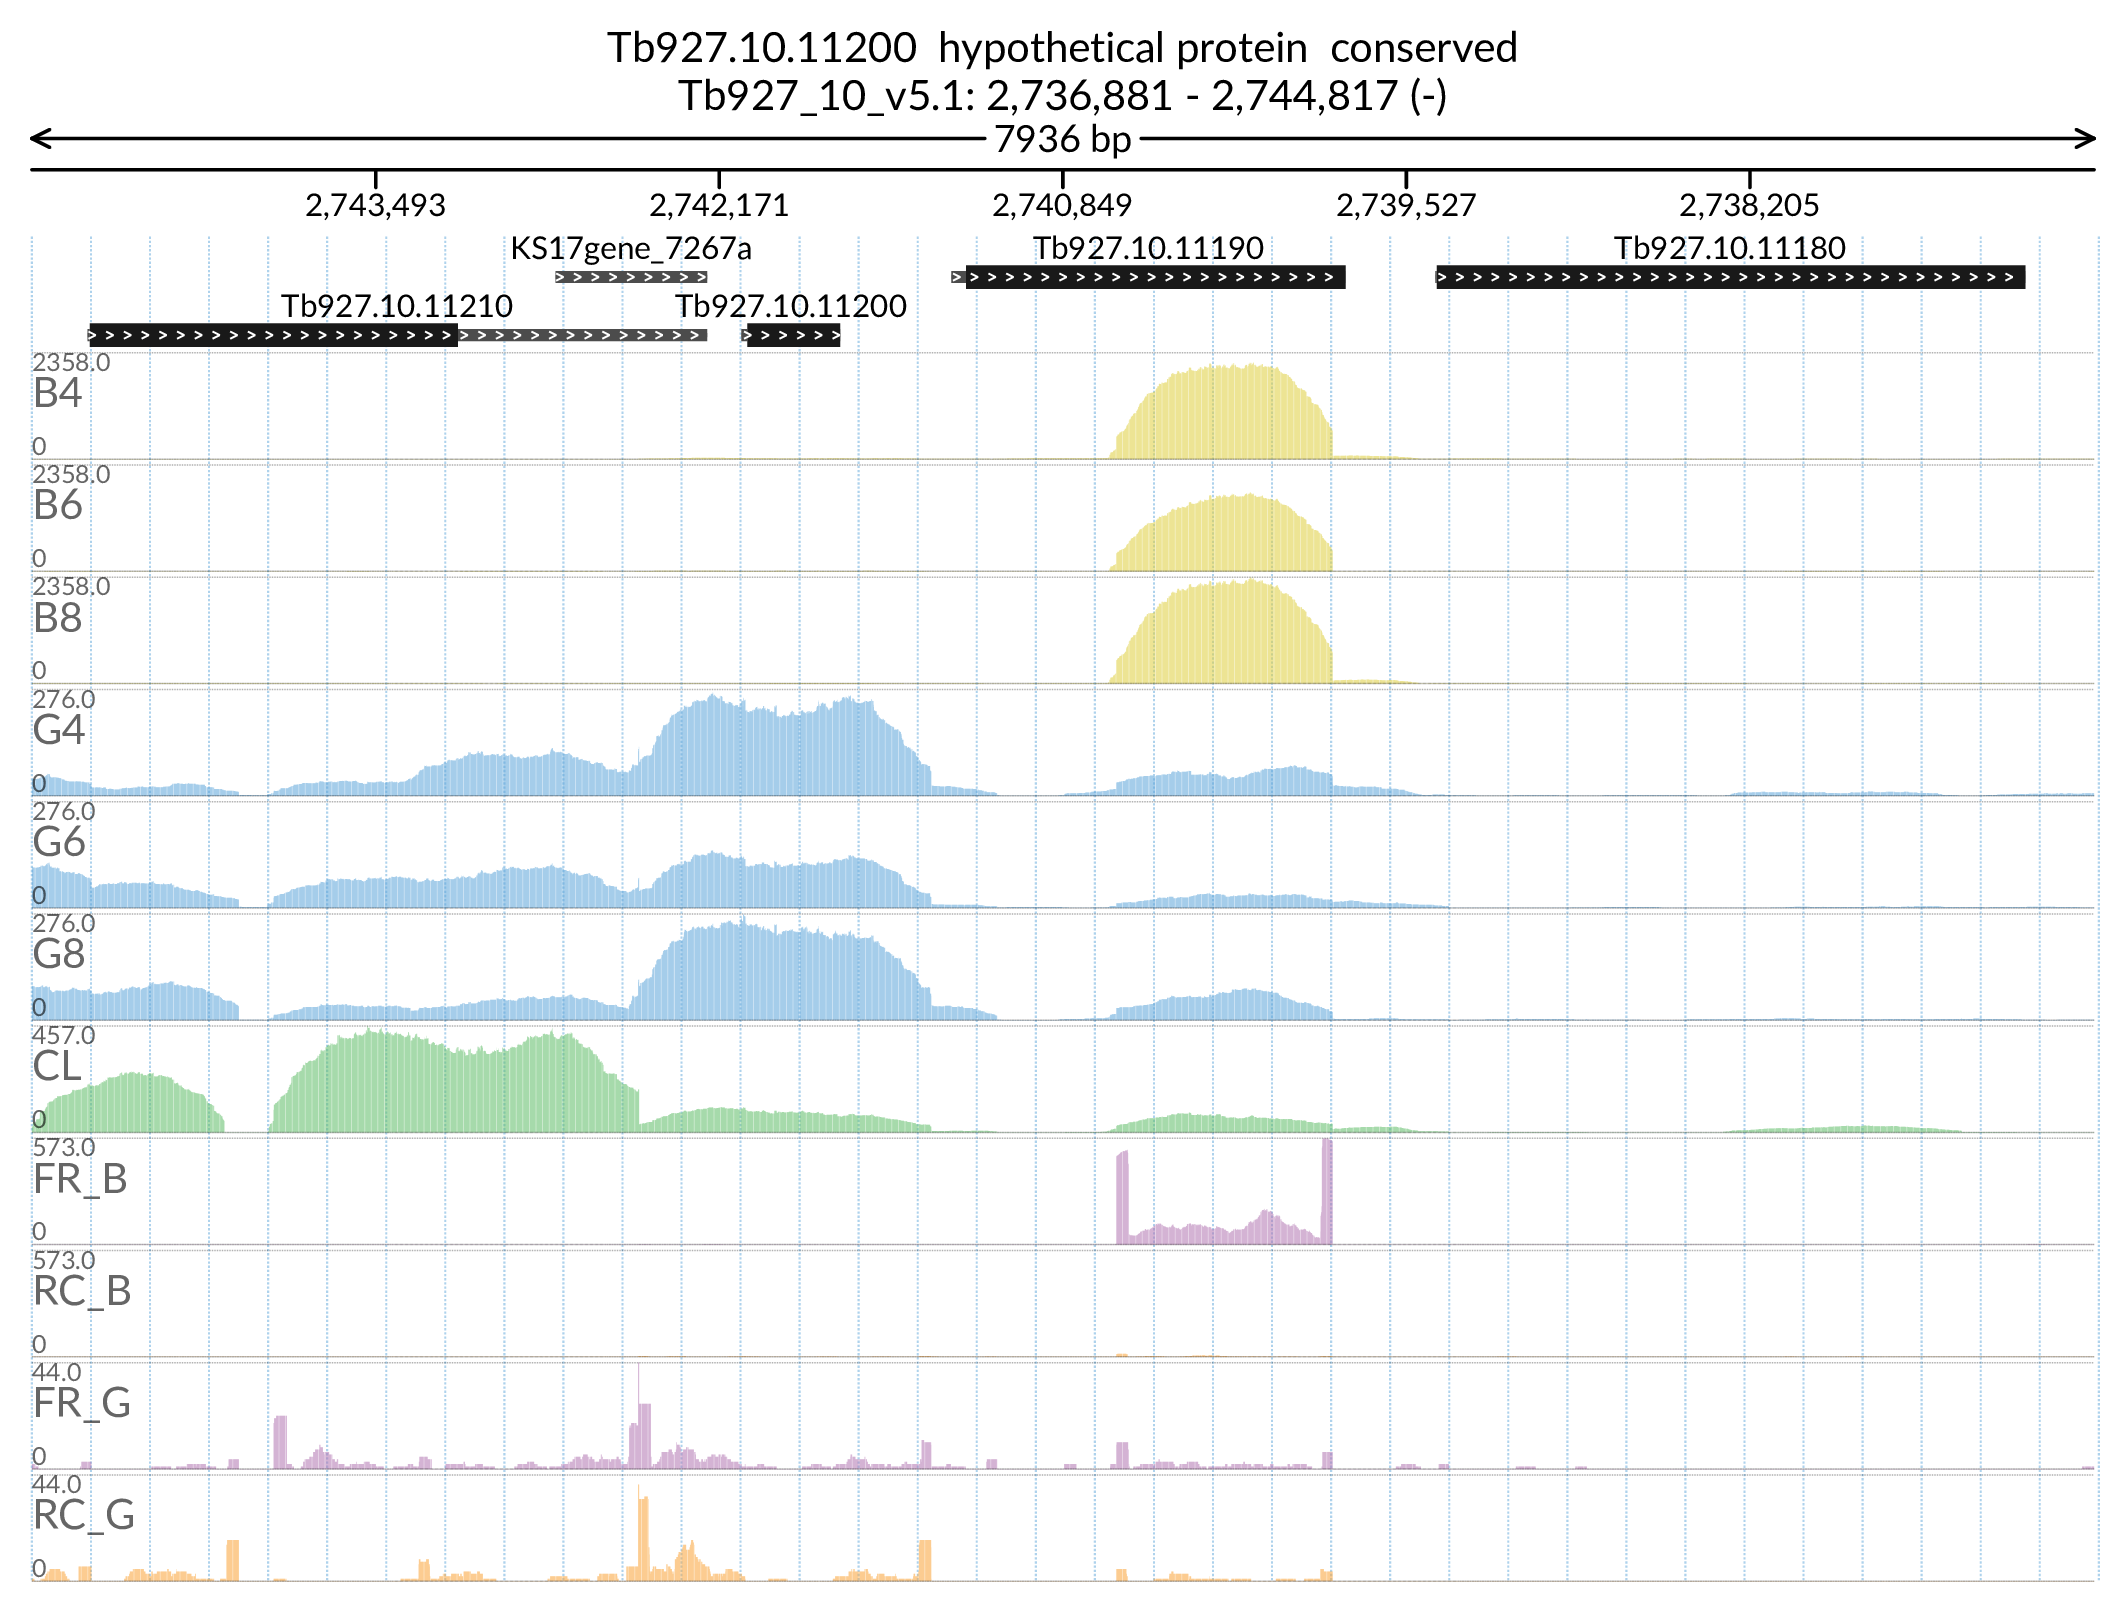 Tb927.10.11200  hypothetical protein  conserved
Tb927_10_v5.1: 2,736,881 - 2,744,817 (-)
7936 bp
2,743,493 2,742,171 2,740,849 2,739,527 2,738,205
KS17gene_7267a Tb927.10.11190 Tb927.10.11180
Tb927.10.11210 Tb927.10.11200
2358.0
B4
0
2358.0
B6
0
2358.0
B8
0
276.0
G4
0
276.0
G6
0
276.0
G8
0
457.0
CL
0
573.0
FR_B
0
573.0
RC_B
0
44.0
FR_G
0
44.0
RC_G
0